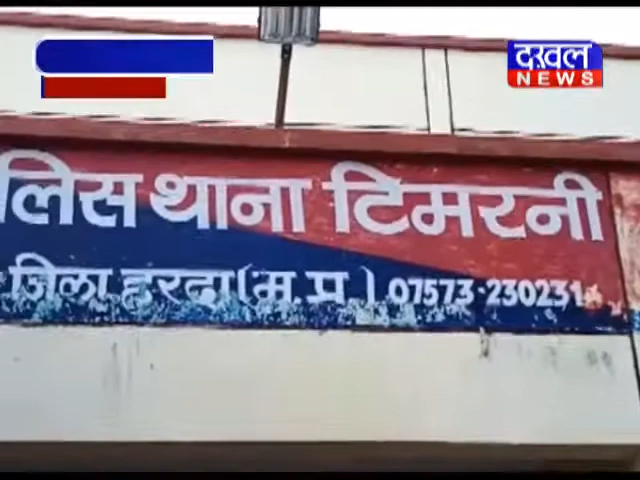 दखल
NEWS
लिस थाना टिमरनी
जिला हरदा (म.प्र) 07573-230231